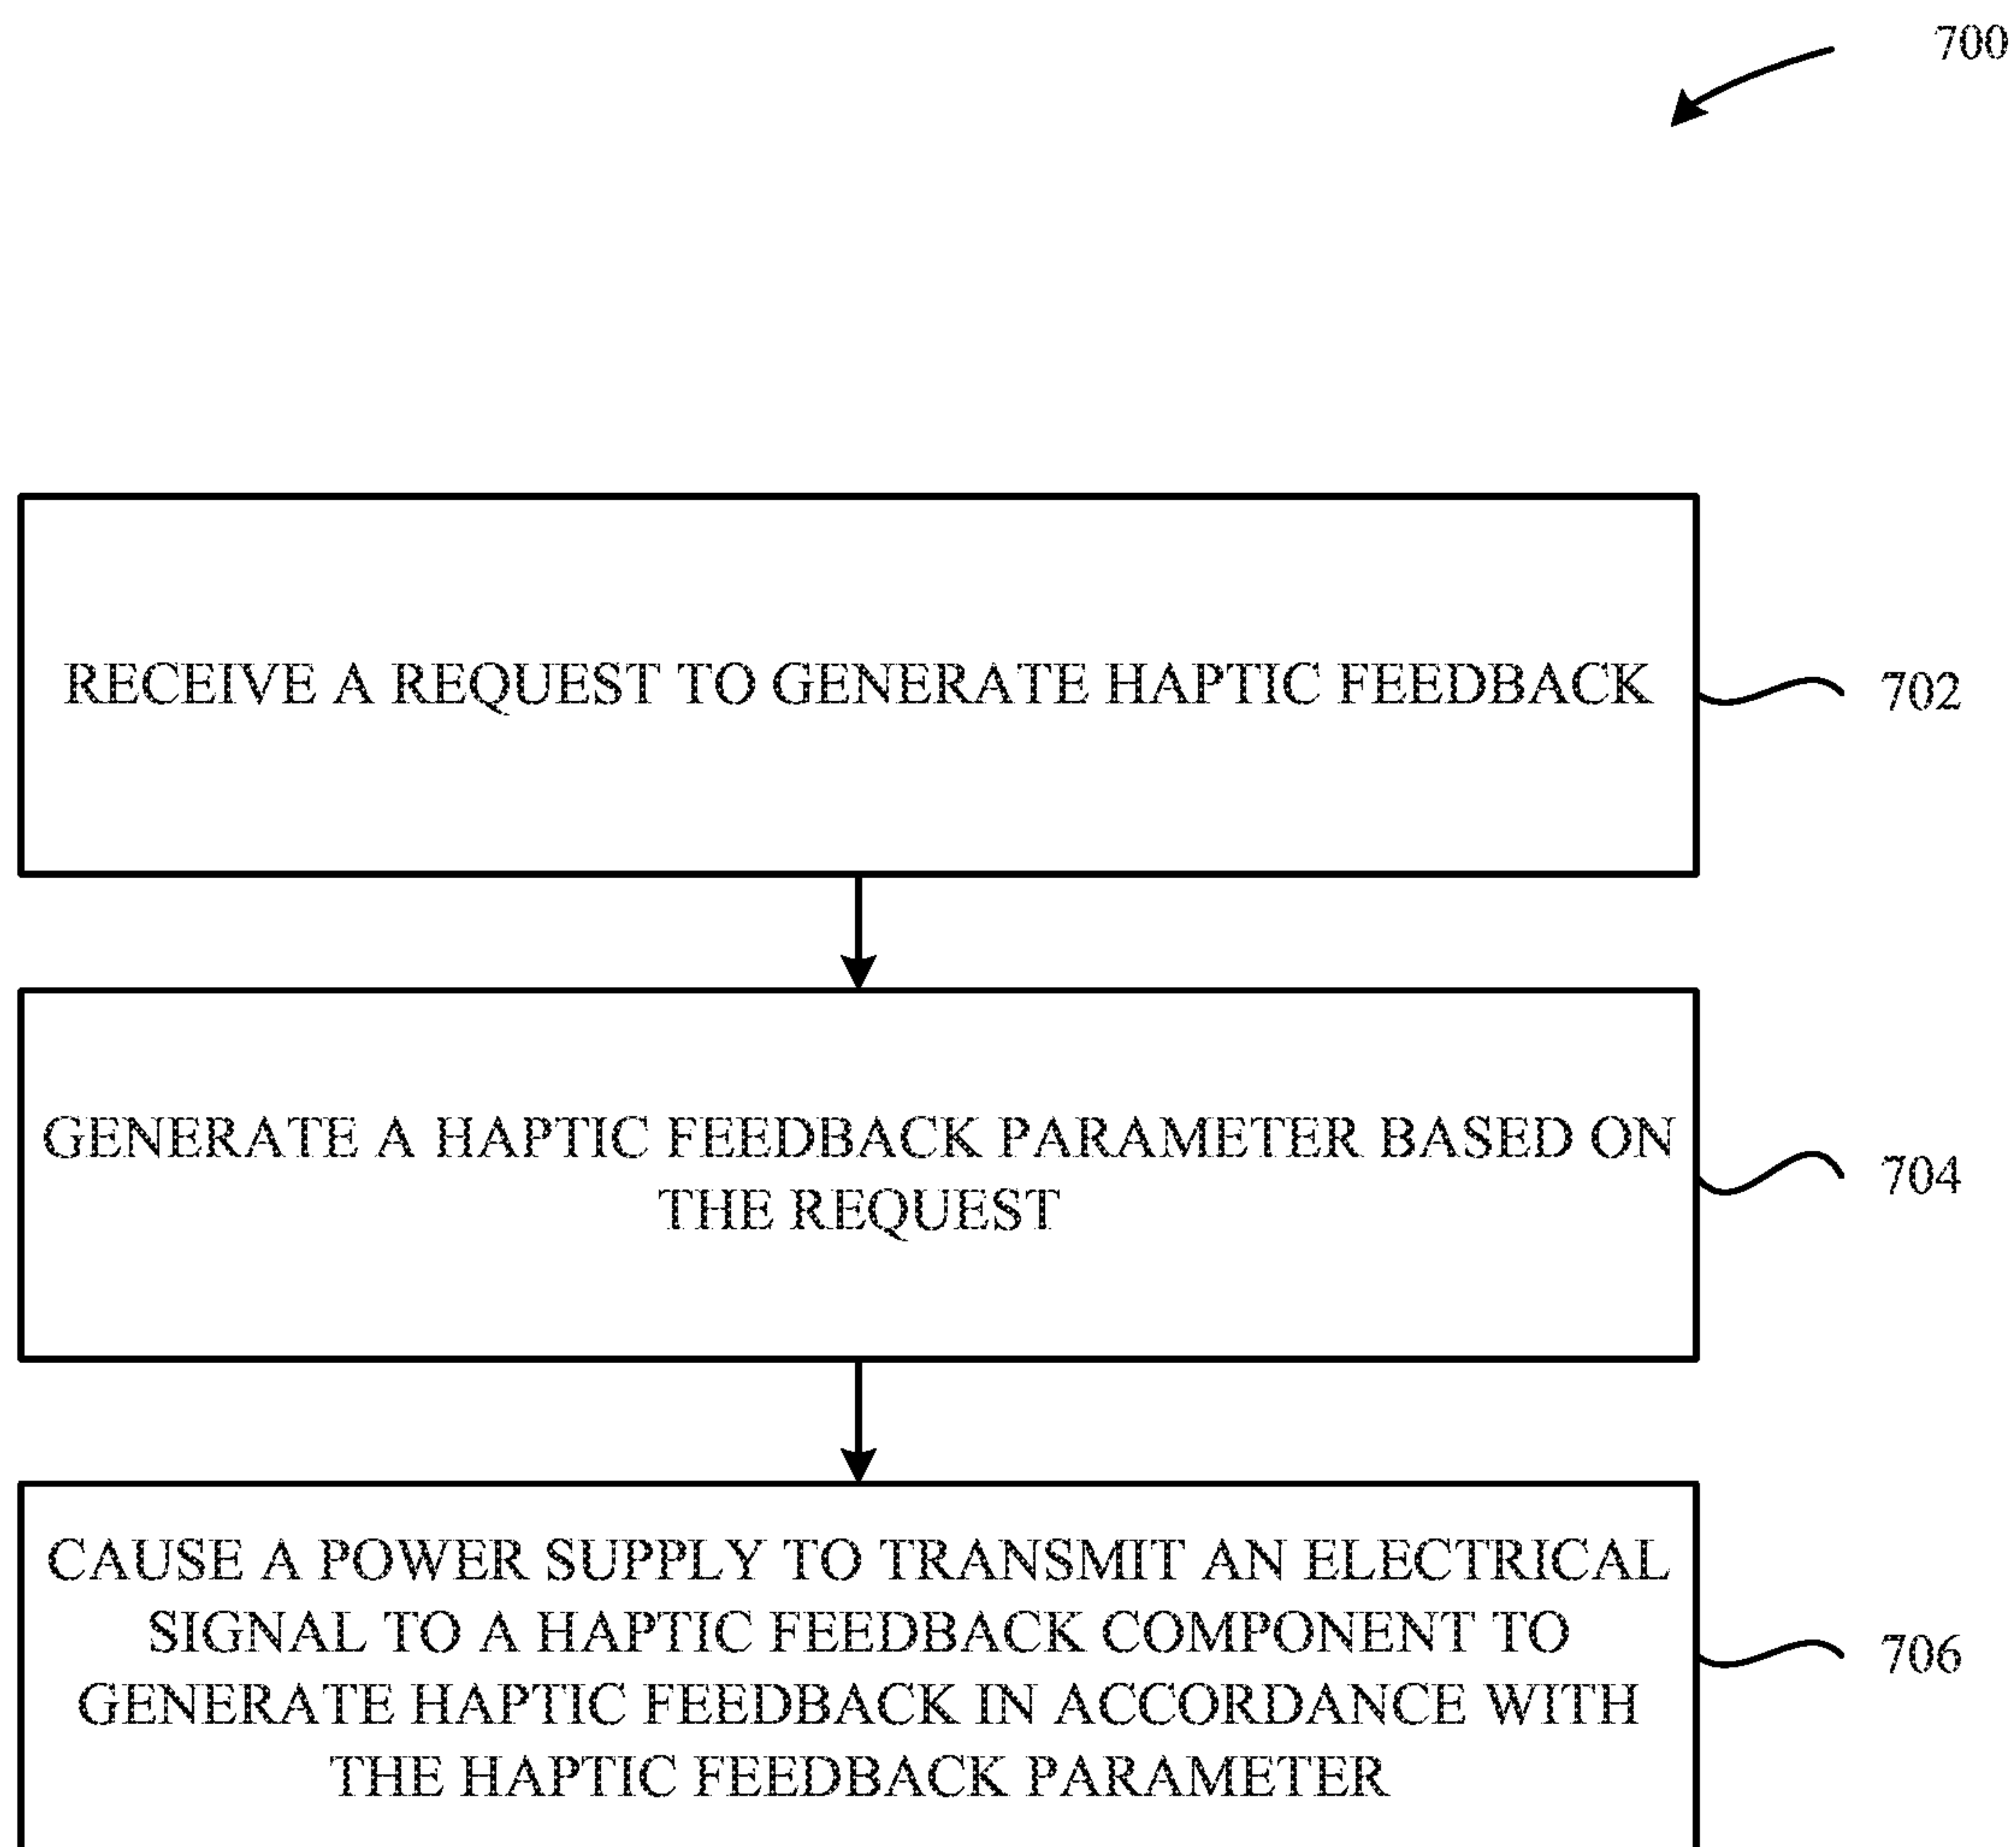 700
RECEIVE A REQUEST TO GENERATE HAPTIC FEEDBACK
702
GENERATE A HAPTIC FEEDBACK PARAMETER BASED ON
THE REQUEST
704
CAUSE A POWER SUPPLY TO TRANSMIT AN ELECTRICAL
SIGNAL TO A HAPTIC FEEDBACK COMPONENT TO
GENERATE HAPTIC FEEDBACK IN ACCORDANCE WITH
THE HAPTIC FEEDBACK PARAMETER
706